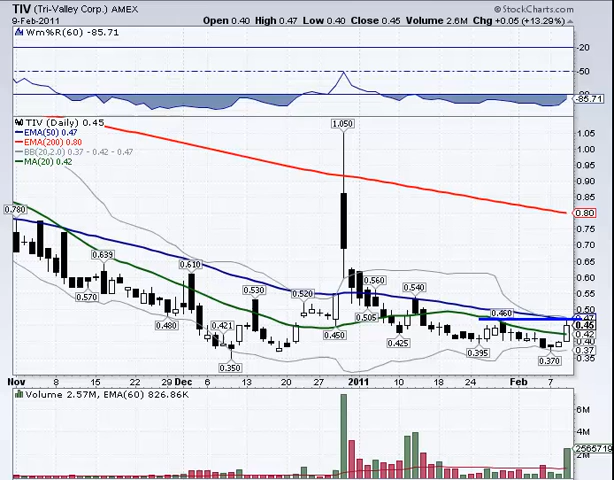 TIV (Tri-Valley Corp.) AMEX
© StockCharts.com
9-Feb-2011
Open 0.40 High 0.47 Low 0.40 Close 0.45 Volume 2.6M Chg +0.05 (+13.29%)
Wm%R(60) -85.71
-20
-50
-85.71
TIV (Daily) 0.45
EMA(50) 0.47
EMA(200) 0.80
BB(20,2.0) 0.37 - 0.42 - 0.47
MA(20) 0.42
1.050
1.05
1.00
0.95
0.90
0.85
0.80
0.75
0.70
0.65
0.60
0.55
0.50
0.47
0.45
0.42
0.40
0.37
0.35
0.780
0.570
0.639
0.480
0.610
0.421
0.350
0.530
0.520
0.450
0.560
0.505
0.425
0.540
0.395
0.460
0.370
Nov 8 15 22 29 Dec 6 13 20 27 2011 10 18 24 Feb 7
Volume 2.57M, EMA(60) 826.86K
6M
4M
2565719
2M